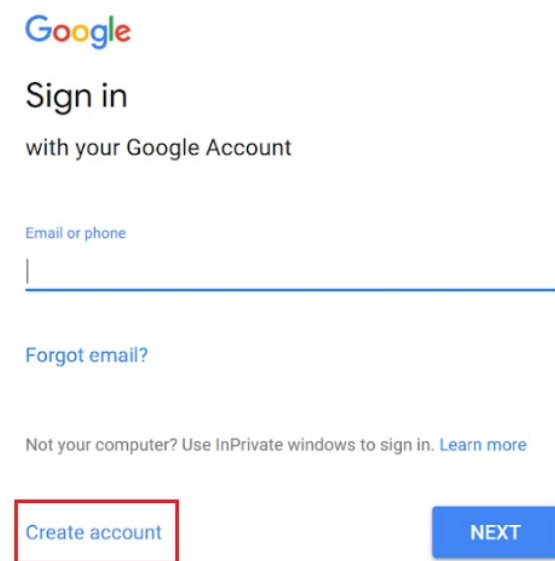 Google
Sign in
with your Google Account
Email or phone
Forgot email?
Not your computer? Use InPrivate windows to sign in. Learn more
Create account
NEXT